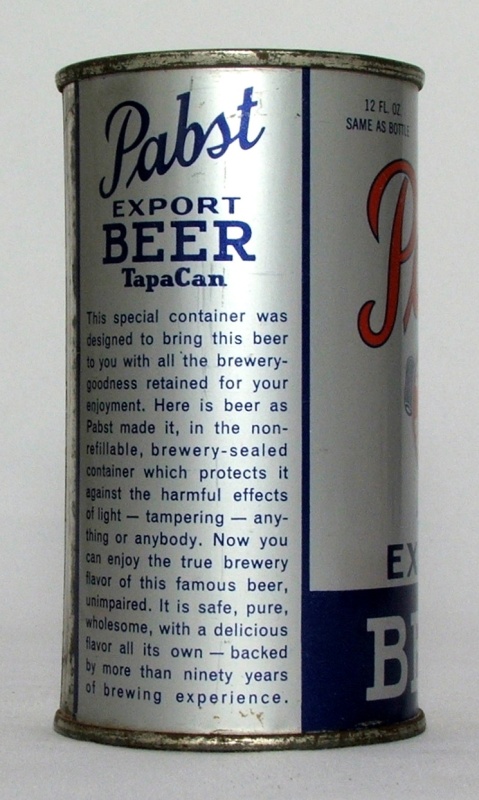 Pabst
EXPORT
BEER
TapaCan
This special container was
designed to bring this beer
to you with all the brewery-
goodness retained for your
enjoyment. Here is beer as
Pabst made it, in the non-
refillable, brewery-sealed
container which protects it
against the harmful effects
of light — tampering — any-
thing or anybody. Now you
can enjoy the true brewery
flavor of this famous beer,
unimpaired. It is safe, pure,
wholesome, with a delicious
flavor all its own — backed
by more than ninety years
of brewing experience.
12 FL. OZ.
SAME AS BOTTLE